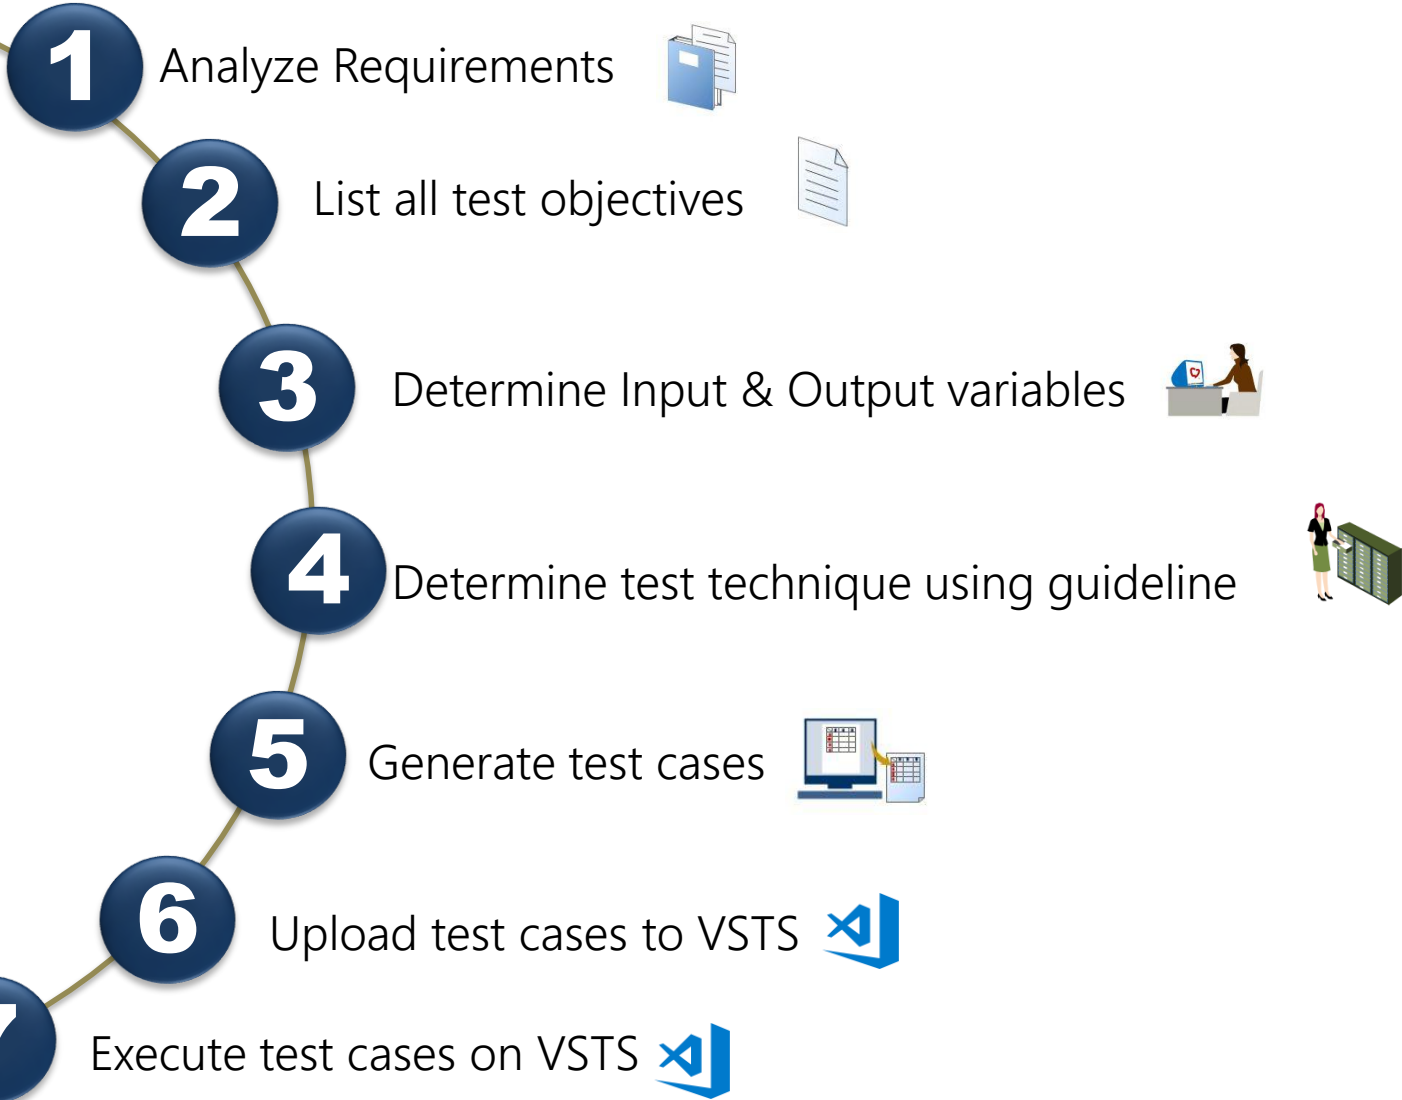 1
Analyze Requirements
2
List all test objectives
3
Determine Input & Output variables
4
Determine test technique using guideline
5
Generate test cases
6
Upload test cases to VSTS
7
Execute test cases on VSTS